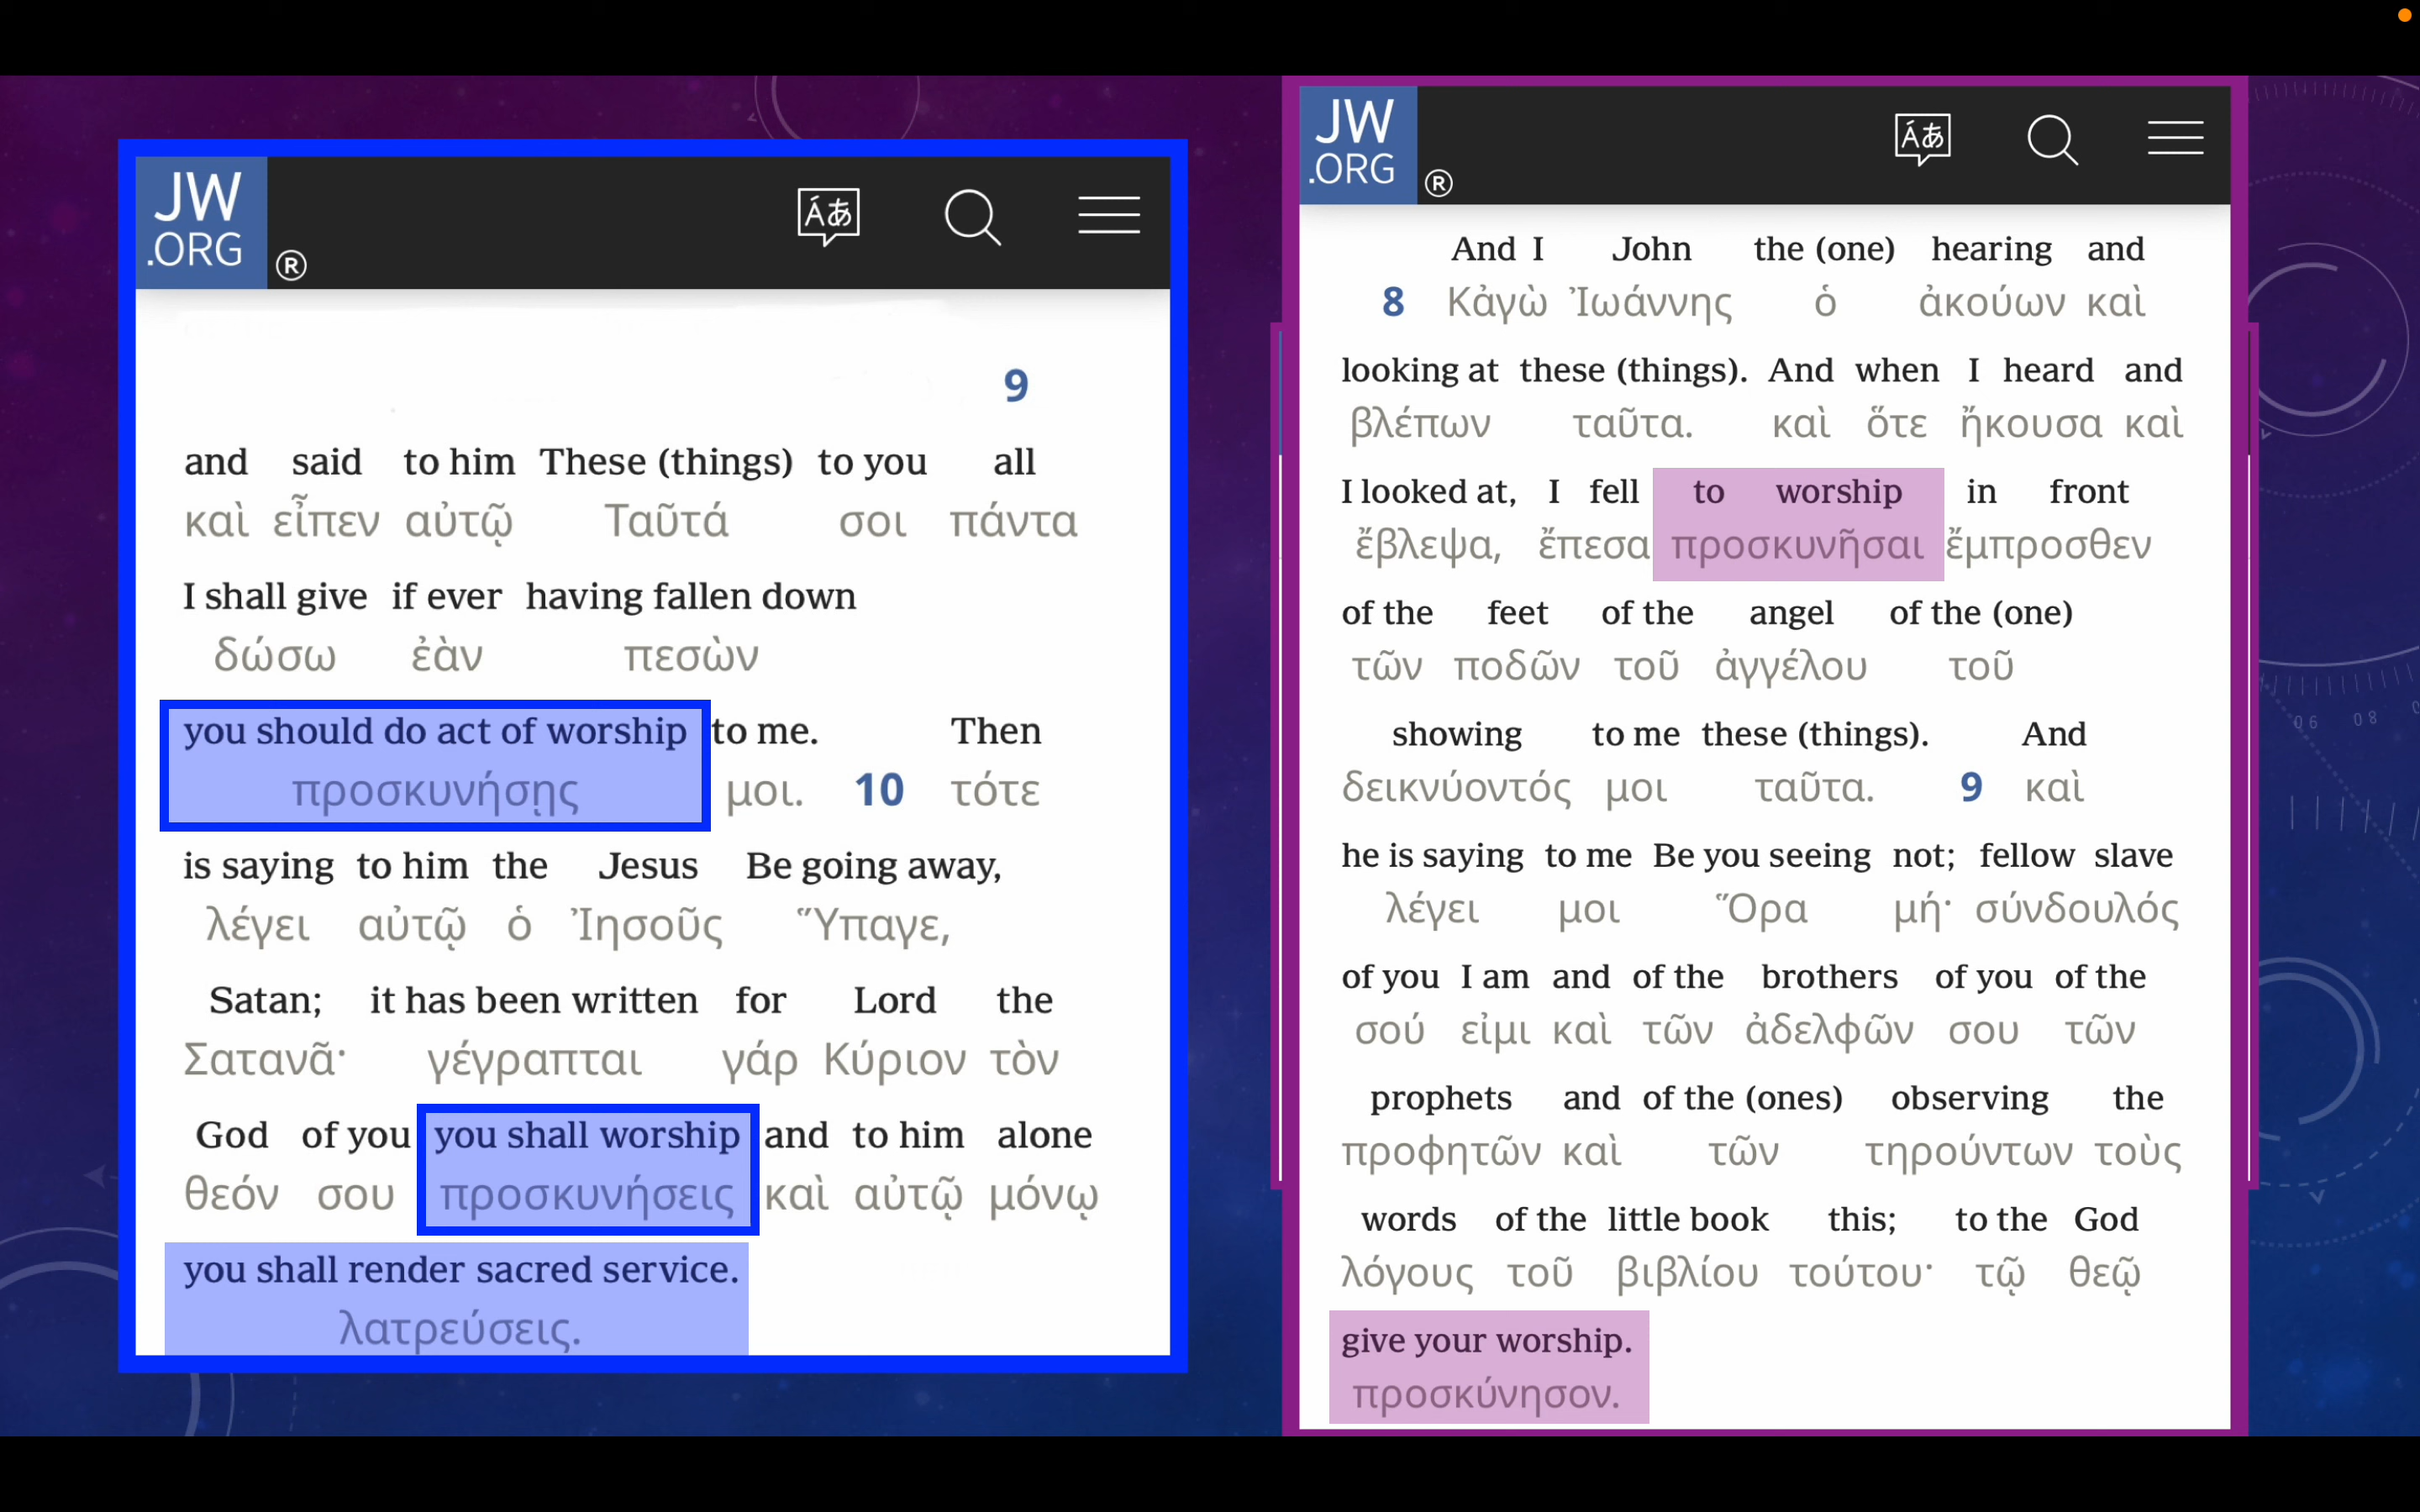 JW
.ORG
®
Áあ
9
and said to him These (things) to you all
καὶ εἶπεν αὐτῷ Ταῦτά σοι πάντα
I shall give if ever having fallen down
δώσω ἐὰν πεσὼν
you should do act of worship to me. Then
προσκυνήσῃς μοι. 10 τότε
is saying to him the Jesus Be going away,
λέγει αὐτῷ ὁ Ἰησοῦς Ὕπαγε,
Satan; it has been written for Lord the
Σατανᾶ· γέγραπται γάρ Κύριον τὸν
God of you you shall worship and to him alone
θεόν σου προσκυνήσεις καὶ αὐτῷ μόνῳ
you shall render sacred service.
λατρεύσεις.
JW
.ORG
®
Áあ
And I John the (one) hearing and
8 Κἀγὼ Ἰωάννης ὁ ἀκούων καὶ
looking at these (things). And when I heard and
βλέπων ταῦτα. καὶ ὅτε ἤκουσα καὶ
I looked at, I fell to worship in front
ἔβλεψα, ἔπεσα προσκυνῆσαι ἔμπροσθεν
of the feet of the angel of the (one)
τῶν ποδῶν τοῦ ἀγγέλου τοῦ
showing to me these (things). And
δεικνύοντός μοι ταῦτα. 9 καὶ
he is saying to me Be you seeing not; fellow slave
λέγει μοι Ὅρα μή· σύνδουλός
of you I am and of the brothers of you of the
σού εἰμι καὶ τῶν ἀδελφῶν σου τῶν
prophets and of the (ones) observing the
προφητῶν καὶ τῶν τηρούντων τοὺς
words of the little book this; to the God
λόγους τοῦ βιβλίου τούτου· τῷ θεῷ
give your worship.
προσκύνησον.